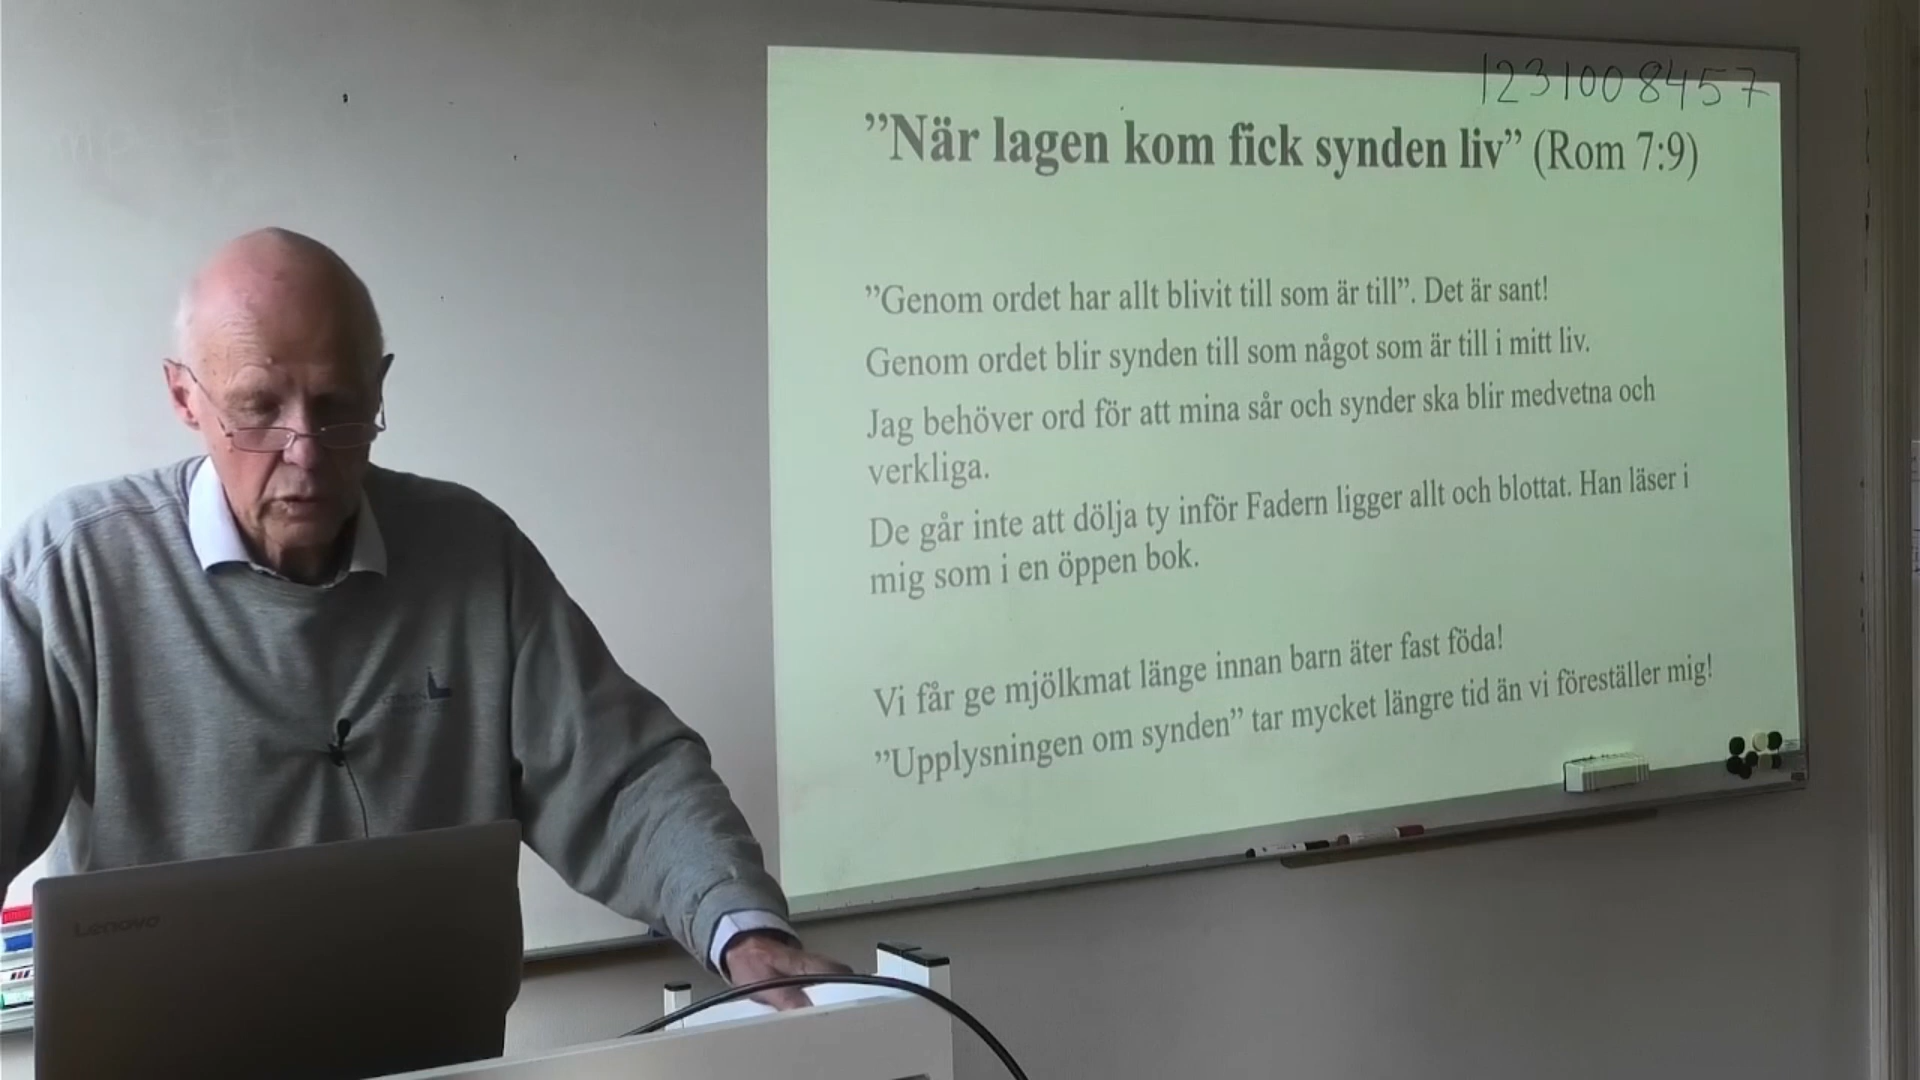 1231008457
”När lagen kom fick synden liv” (Rom 7:9)
”Genom ordet har allt blivit till som är till”. Det är sant!
Genom ordet blir synden till som något som är till i mitt liv.
Jag behöver ord för att mina sår och synder ska blir medvetna och
verkliga.
De går inte att dölja ty inför Fadern ligger allt och blottat. Han läser i
mig som i en öppen bok.
Vi får ge mjölkmat länge innan barn äter fast föda!
”Upplysningen om synden” tar mycket längre tid än vi föreställer mig!
Lenovo